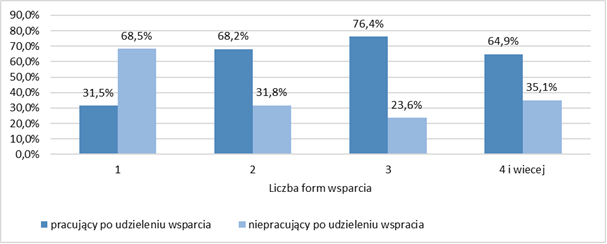 90,0%
80,0%
70,0%
60,0%
50,0%
40,0%
30,0%
20,0%
10,0%
0,0%
31,5% 68,5% 68,2% 31,8% 76,4% 23,6% 64,9% 35,1%
1 2 3 4 i wiecej
Liczba form wsparcia
pracujący po udzieleniu wsparcia niepracujący po udzieleniu wspracia